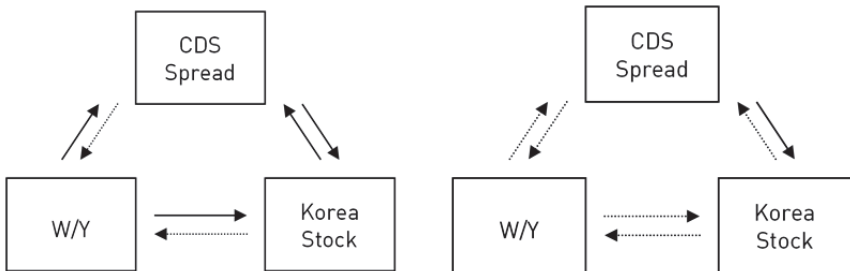 CDS
Spread
W/Y
Korea
Stock
CDS
Spread
W/Y
Korea
Stock